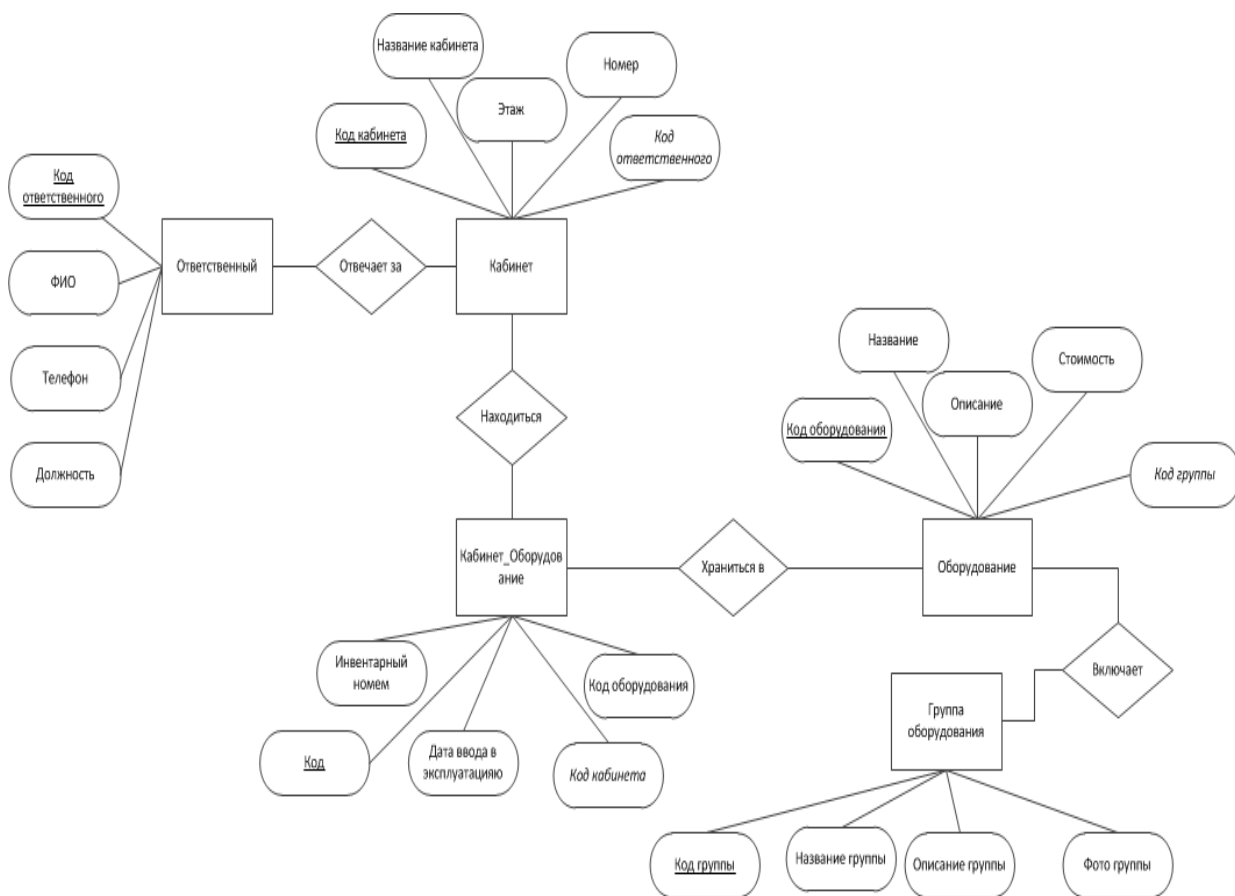 Название кабинета
Номер
Этаж
Код кабинета
Код
ответственного
Код
ответственного
Ответственный
Отвечает за
Кабинет
ФИО
Телефон
Должность
Находиться
Название
Стоимость
Описание
Код оборудования
Код группы
Кабинет_Оборудов
ание
Храниться в
Оборудование
Инвентарный
номем
Код оборудования
Включает
Группа
оборудования
Код
Дата ввода в
эксплуатацияю
Код кабинета
Код группы
Название группы
Описание группы
Фото группы